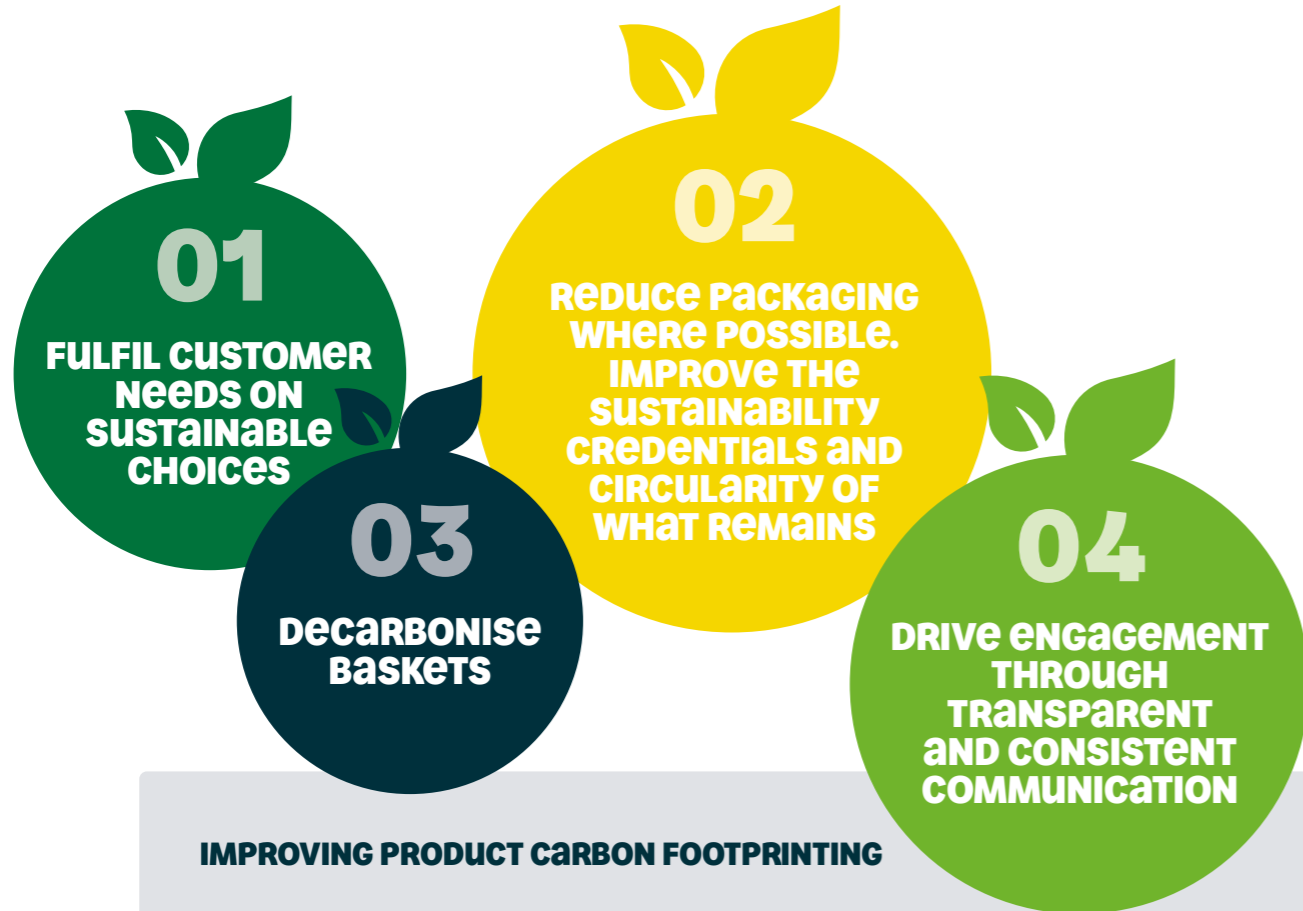 01
FULFIL CUSTOMER
NEEDS ON
SUSTAINABLE
CHOICES
02
REDUCE PACKAGING
WHERE POSSIBLE.
IMPROVE THE
SUSTAINABILITY
CREDENTIALS AND
CIRCULARITY OF
WHAT REMAINS
03
DECARBONISE
BASKETS
04
DRIVE ENGAGEMENT
THROUGH
TRANSPARENT
AND CONSISTENT
COMMUNICATION
IMPROVING PRODUCT CARBON FOOTPRINTING